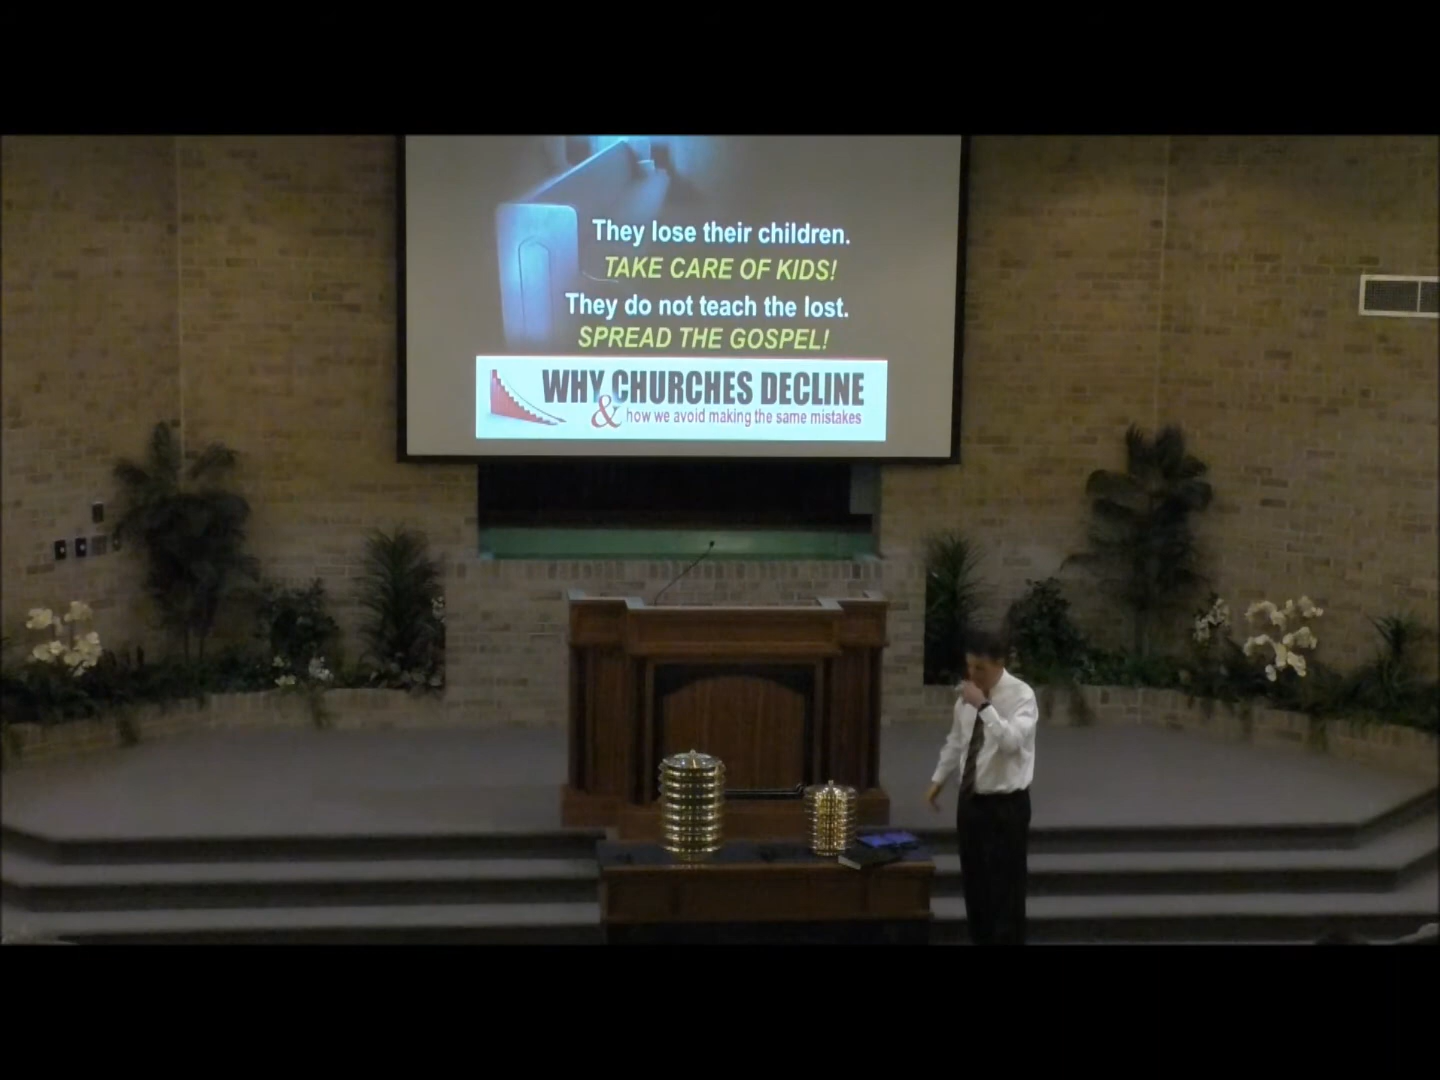 They lose their children.
TAKE CARE OF KIDS!
They do not teach the lost.
SPREAD THE GOSPEL!
WHY CHURCHES DECLINE
& how we avoid making the same mistakes